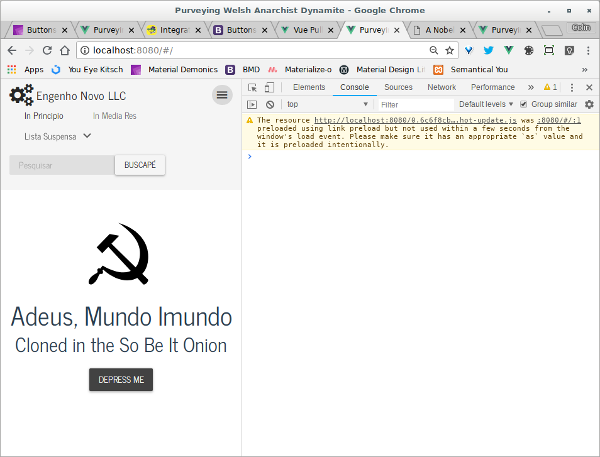 Purveying Welsh Anarchist Dynamite - Google Chrome
Buttons
Purveyi
Integrat
Buttons
Vue Pul
Purveyi
A Nobel
Purveyi
Colin
localhost:8080/#/
Apps
You Eye Kitsch
Material Demonics
BMD
Materialize-o
Material Design Li
Semantical You
»
Engenho Novo LLC
In Principio
In Media Res
Lista Suspensa
Pesquisar
BUSCAPÉ
Adeus, Mundo Imundo
Cloned in the So Be It Onion
DEPRESS ME
Elements
Console
Sources
Network
Performance
»
1
top
Filter
Default levels
Group similar
The resource http://localhost:8080/0.6c6f8cb….hot-update.js was :8080/#/:1
preloaded using link preload but not used within a few seconds from the
window's load event. Please make sure it has an appropriate `as` value and
it is preloaded intentionally.